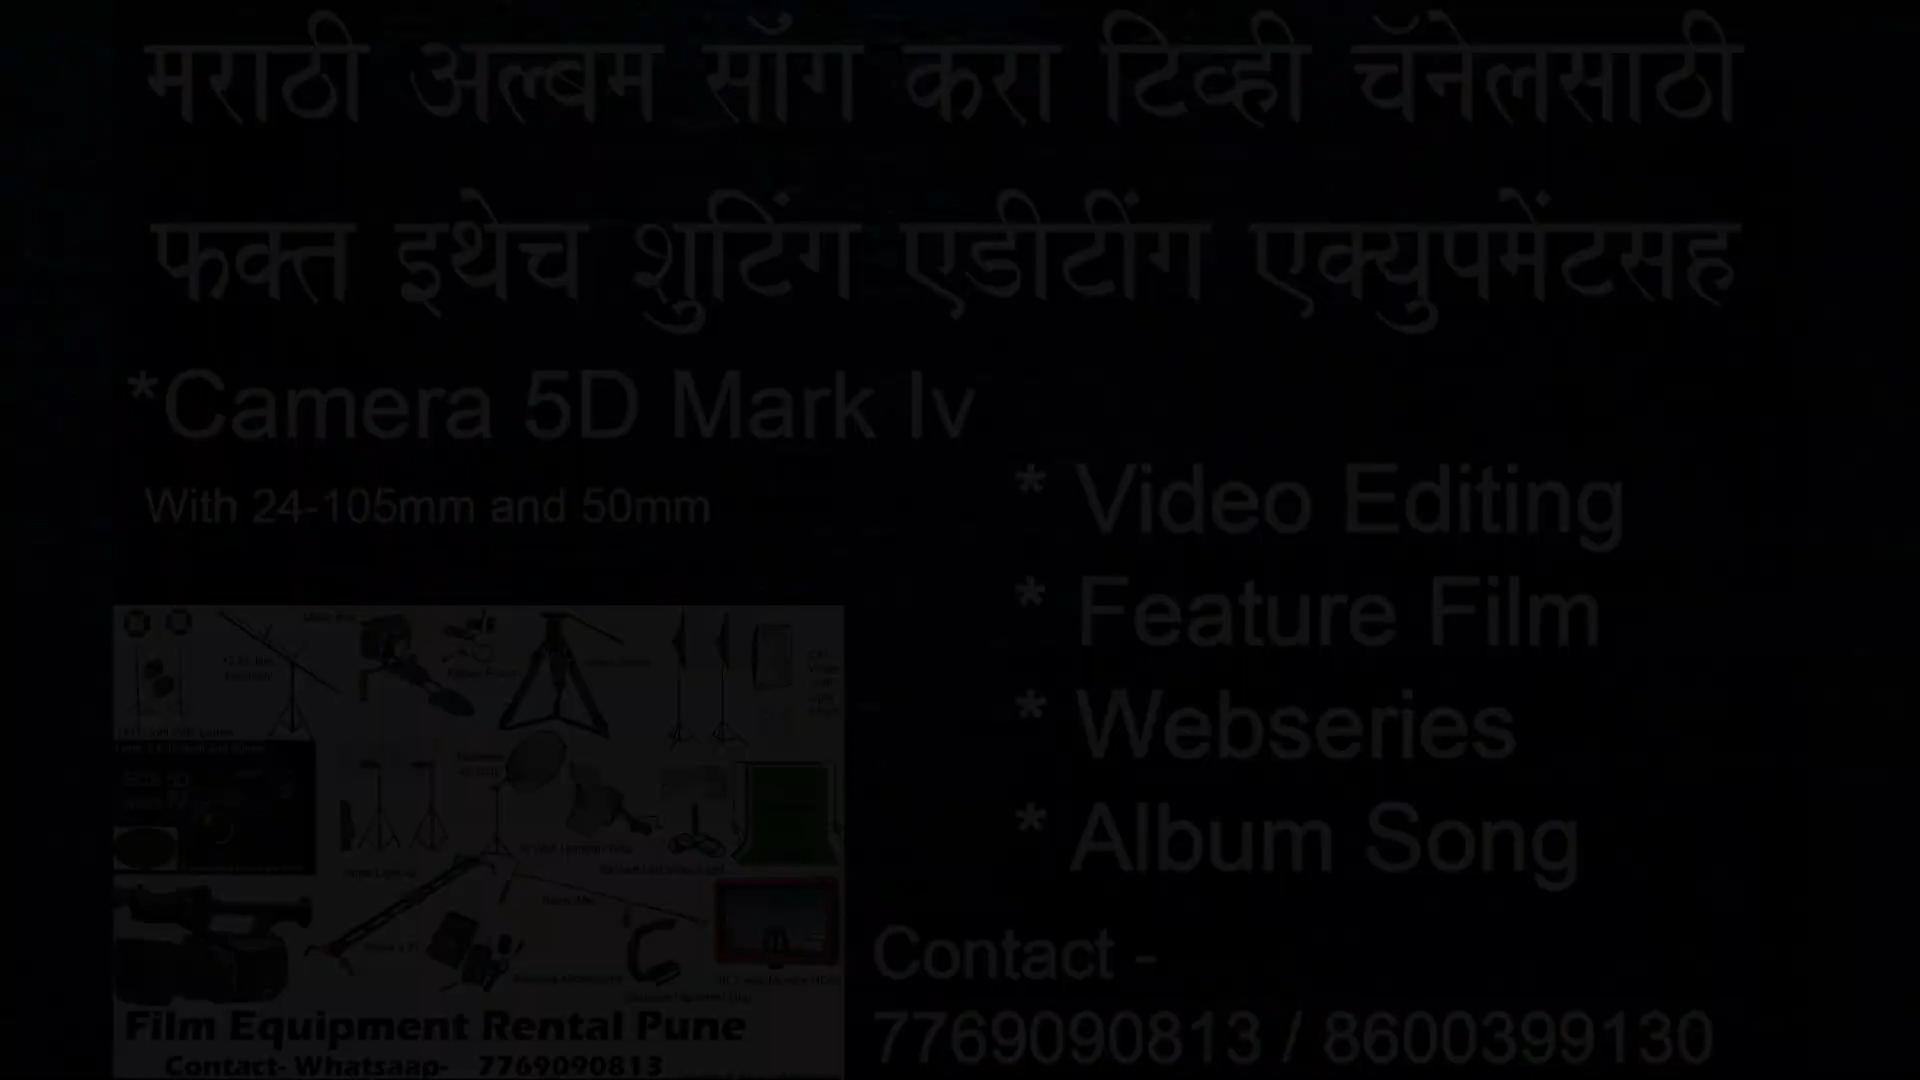 मराठी अल्बम साँग करा टिव्ही चॅनेलसाठी
फक्त इथेच शुटिंग एडीटींग एक्युपमेंटसह
*Camera 5D Mark Iv
With 24-105mm and 50mm
* Video Editing
* Feature Film
* Webseries
* Album Song
Contact -
7769090813 / 8600399130
Film Equipment Rental Pune
Contact- Whatsaap- 7769090813